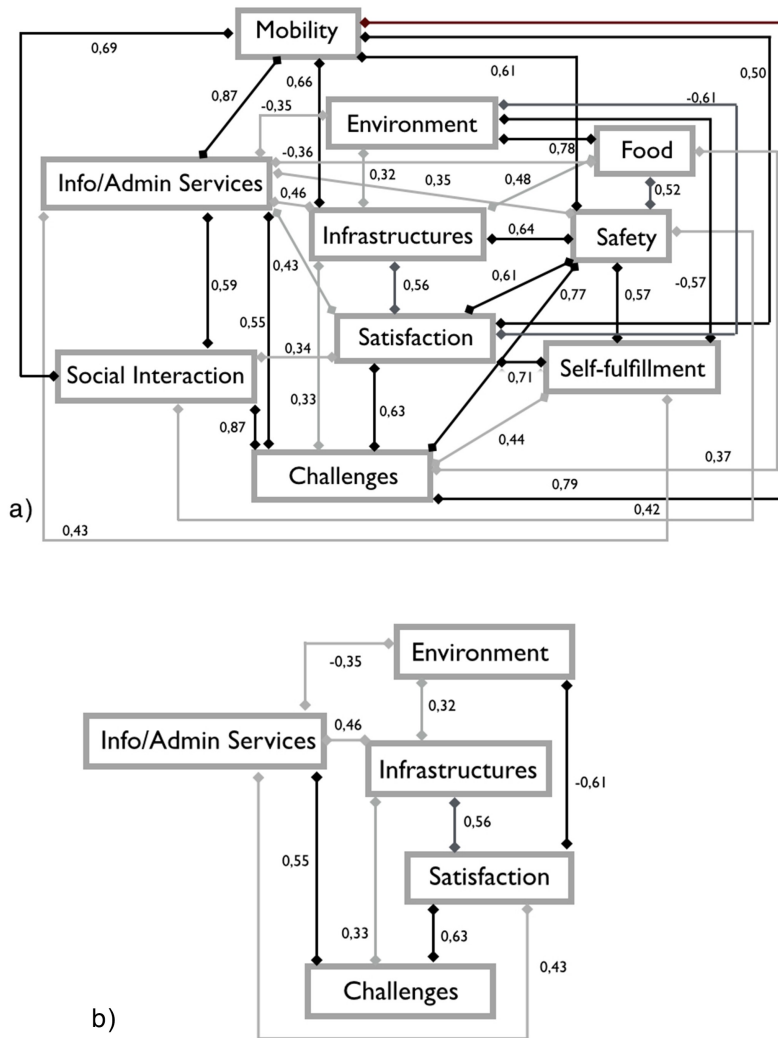 Mobility
0,69
0,66
0,61
0,50
0,87
-0,35
-0,61
Environment
0,78
Food
-0,36
0,32
0,35
0,48
0,52
Info/Admin Services
0,46
Infrastructures
0,64
Safety
0,43
0,59
0,56
0,61
0,77
0,57
-0,57
0,55
Satisfaction
0,34
0,71
Self-fulfillment
Social Interaction
0,33
0,63
0,87
0,44
0,37
Challenges
0,79
a)
0,42
0,43
Environment
-0,35
0,32
0,46
Info/Admin Services
Infrastructures
-0,61
0,56
0,55
Satisfaction
0,33
0,63
0,43
Challenges
b)